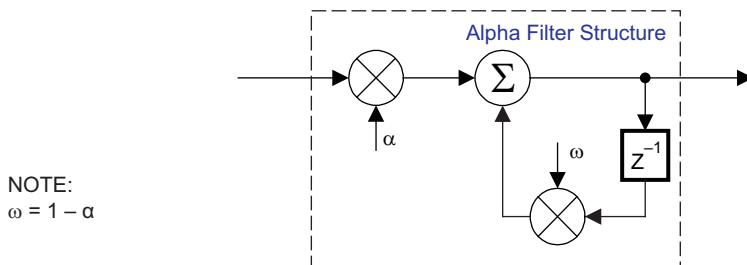 Alpha Filter Structure
Σ
α
ω
Z⁻¹
NOTE:
ω = 1 – α